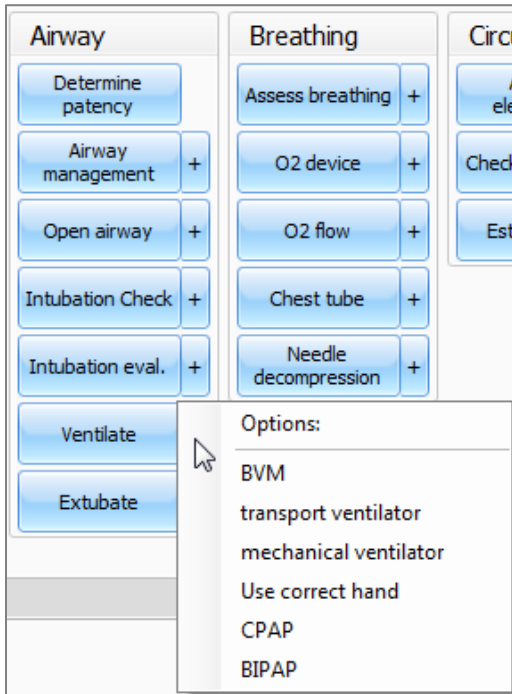 Airway
Determine
patency
Airway
management
+
Open airway
+
Intubation Check
+
Intubation eval.
+
Ventilate
Extubate
Breathing
Assess breathing
+
O2 device
+
O2 flow
+
Chest tube
+
Needle
decompression
+
Options:
BVM
transport ventilator
mechanical ventilator
Use correct hand
CPAP
BIPAP